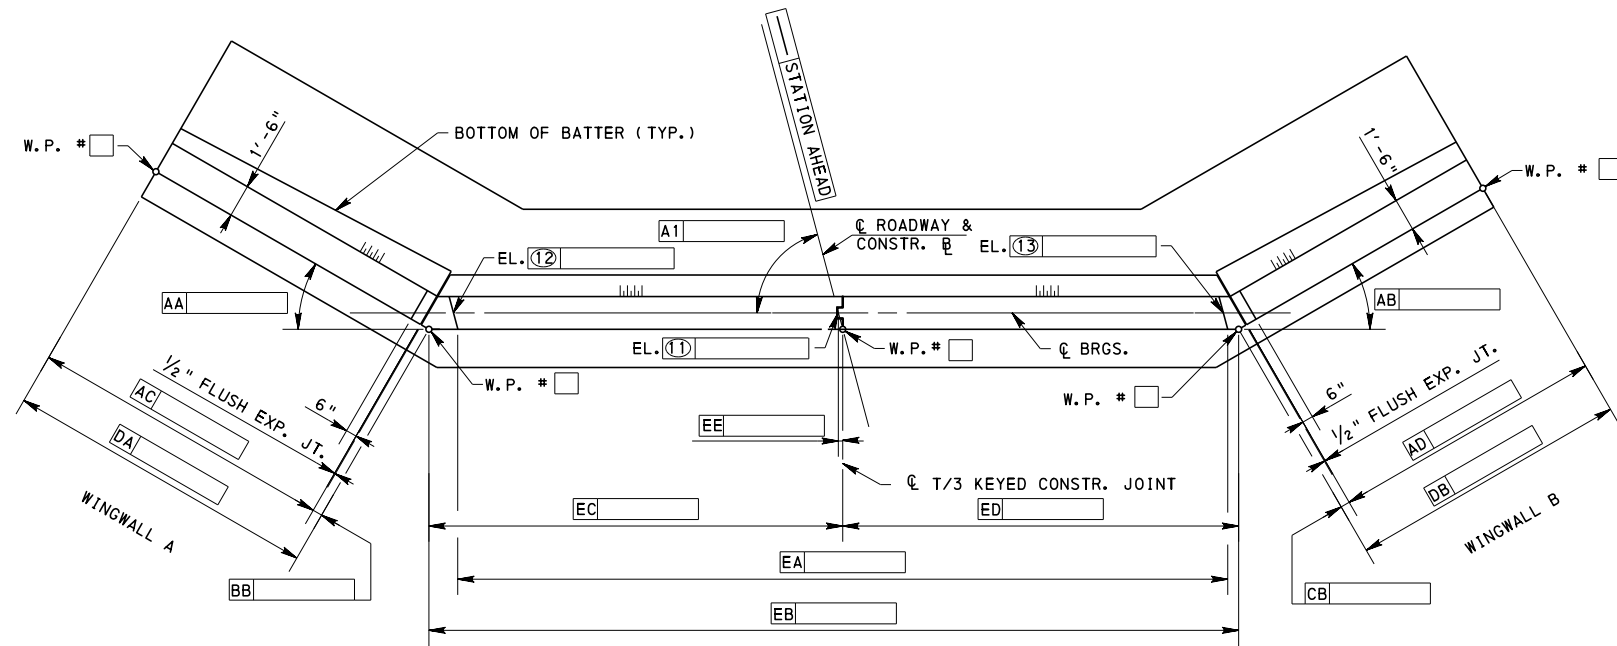 STATION AHEAD
W.P. #
1'-6"
BOTTOM OF BATTER (TYP.)
1'-6"
W.P. #
A1
℄ ROADWAY &
CONSTR. B
EL. 12
EL. 13
AA
AB
EL. 11
W.P. #
℄ BRGS.
W.P. #
W.P. #
1/2" FLUSH EXP. JT.
6"
AC
DA
WINGWALL A
EE
℄ T/3 KEYED CONSTR. JOINT
6"
1/2" FLUSH EXP. JT.
AD
DB
WINGWALL B
EC
ED
EA
BB
CB
EB